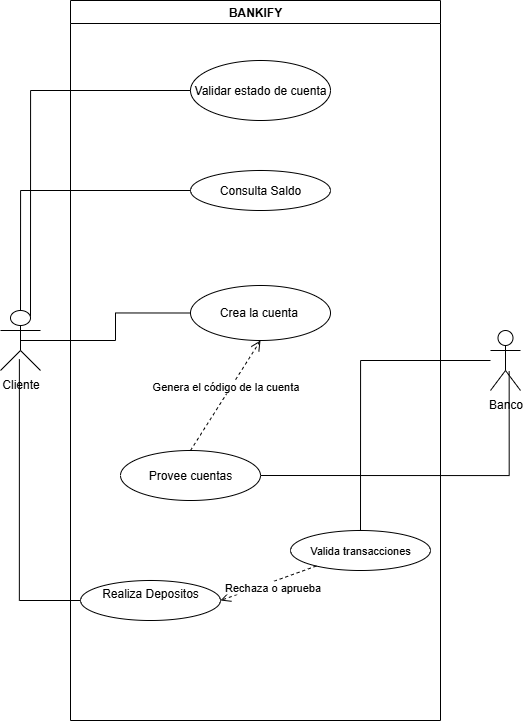 BANKIFY
Validar estado de cuenta
Consulta Saldo
Crea la cuenta
Cliente
Genera el código de la cuenta
Banco
Provee cuentas
Valida transacciones
Rechaza o aprueba
Realiza Depositos